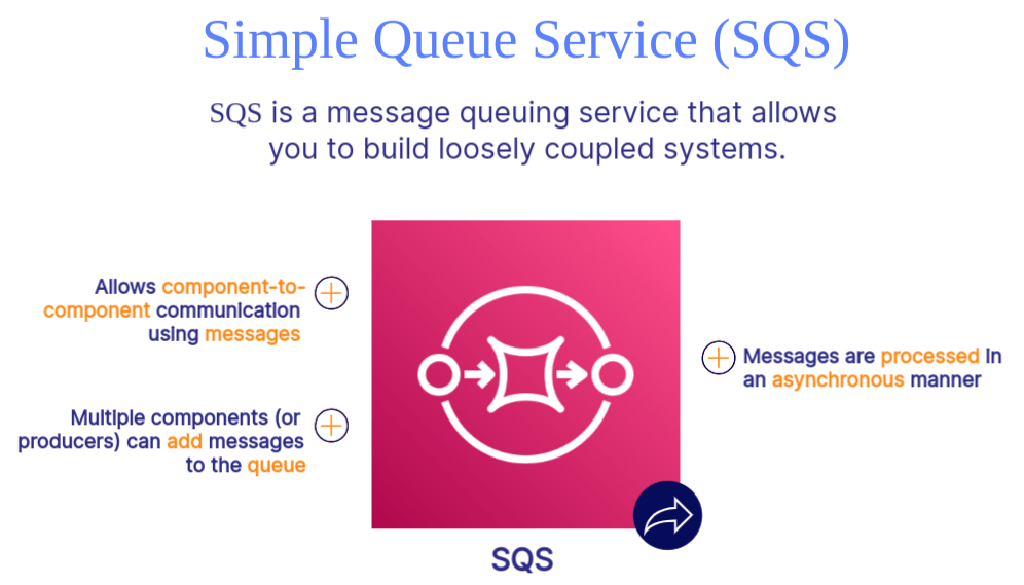 Simple Queue Service (SQS)
SQS is a message queuing service that allows
you to build loosely coupled systems.
Allows component-to-
component communication
using messages
Multiple components (or
producers) can add messages
to the queue
Messages are processed in
an asynchronous manner
SQS